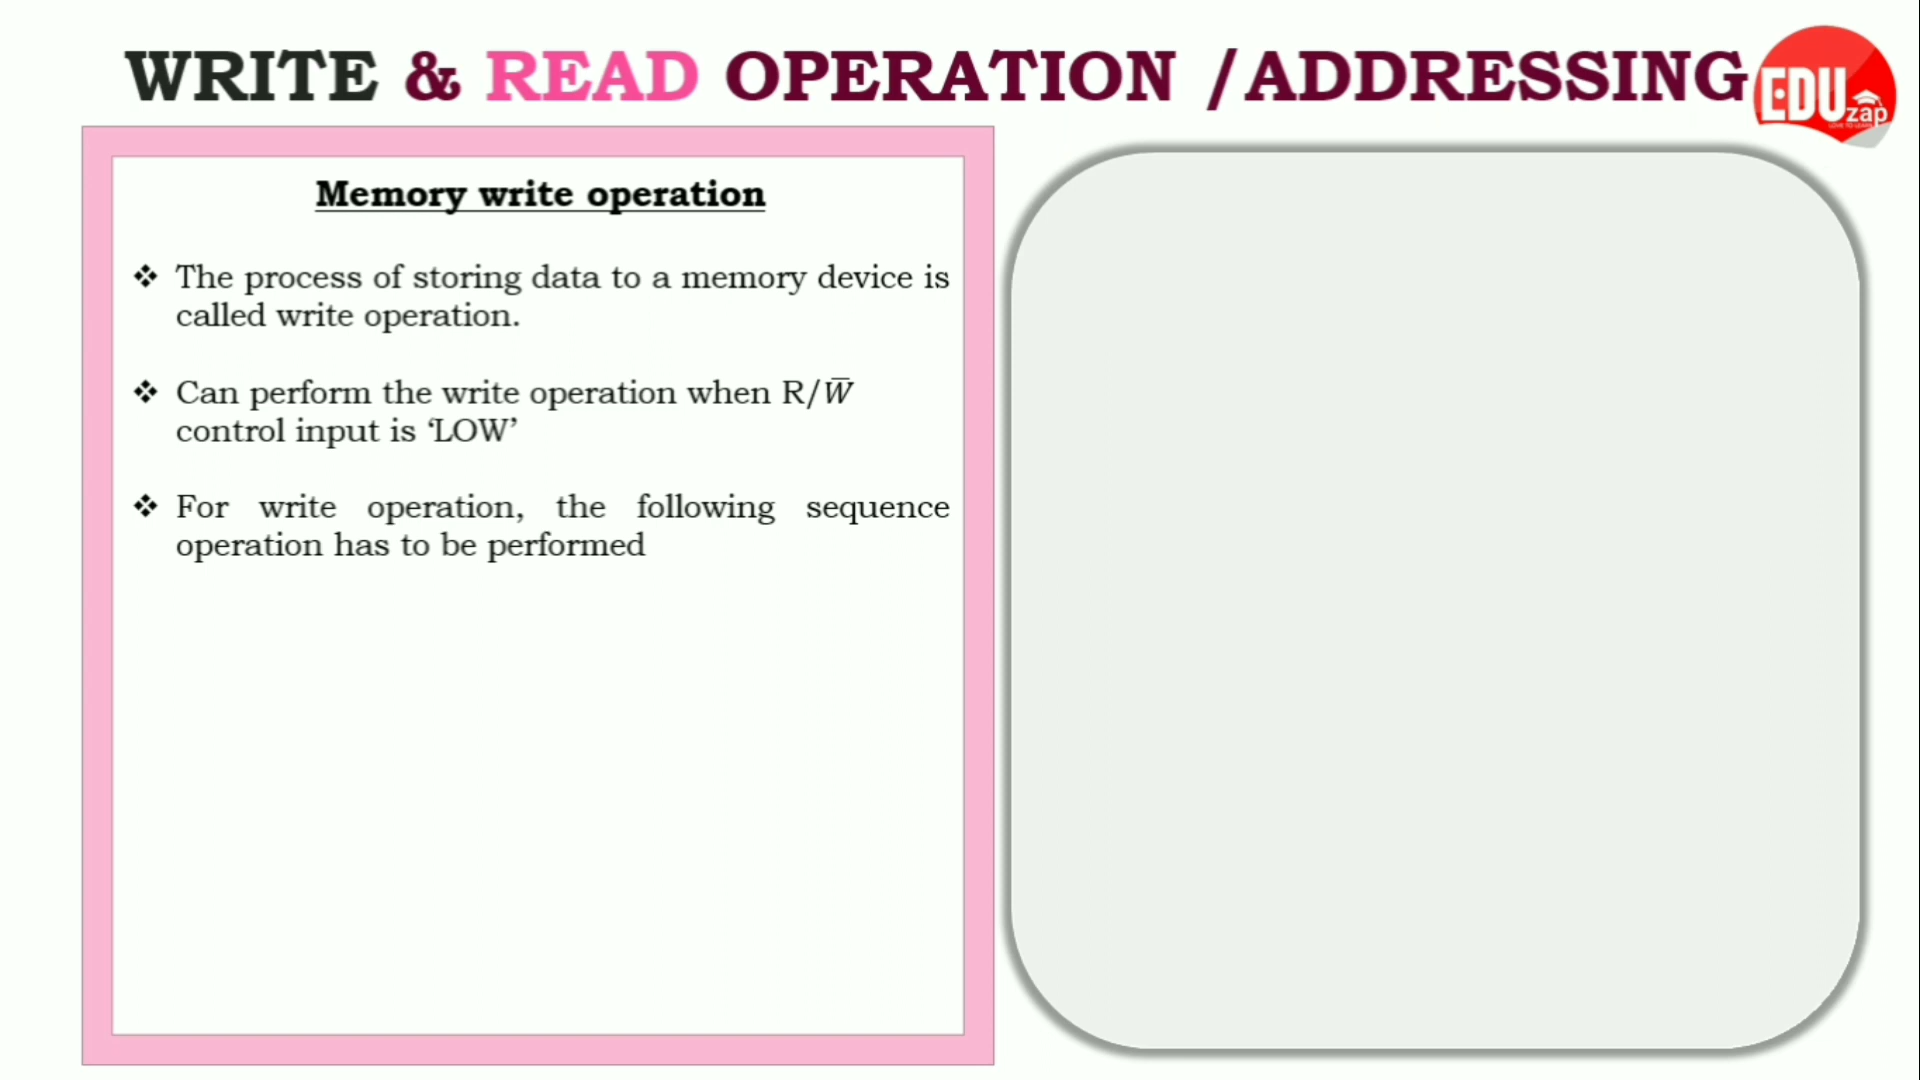 WRITE & READ OPERATION /ADDRESSING
EDU
zap
Memory write operation
❖ The process of storing data to a memory device is
called write operation.
❖ Can perform the write operation when R/W̅
control input is ‘LOW’
❖ For write operation, the following sequence
operation has to be performed